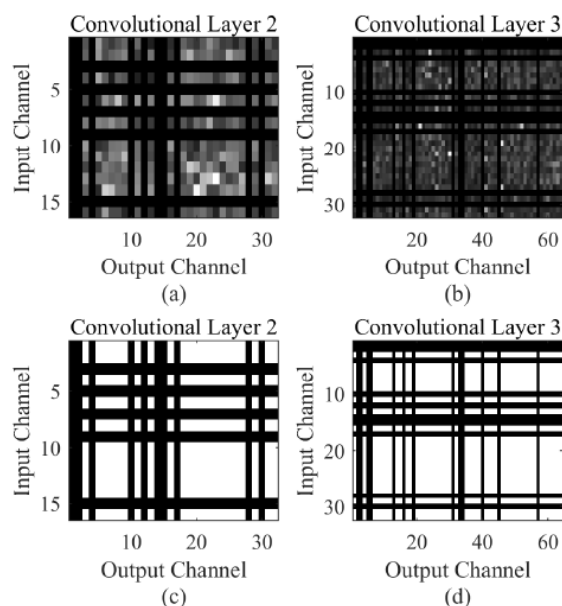 Convolutional Layer 2
5
10
15
Input Channel
10 20 30
Output Channel
(a)
Convolutional Layer 3
10
20
30
Input Channel
20 40 60
Output Channel
(b)
Convolutional Layer 2
5
10
15
Input Channel
10 20 30
Output Channel
(c)
Convolutional Layer 3
10
20
30
Input Channel
20 40 60
Output Channel
(d)